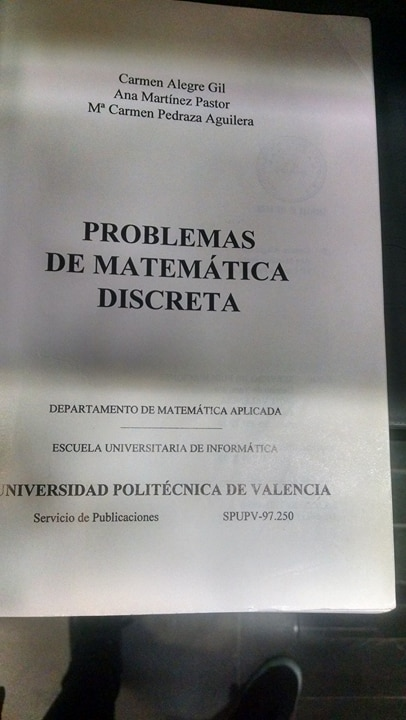 Carmen Alegre Gil
Ana Martínez Pastor
Mª Carmen Pedraza Aguilera
PROBLEMAS
DE MATEMÁTICA
DISCRETA
DEPARTAMENTO DE MATEMÁTICA APLICADA
ESCUELA UNIVERSITARIA DE INFORMÁTICA
UNIVERSIDAD POLITÉCNICA DE VALENCIA
Servicio de Publicaciones SPUPV-97.250